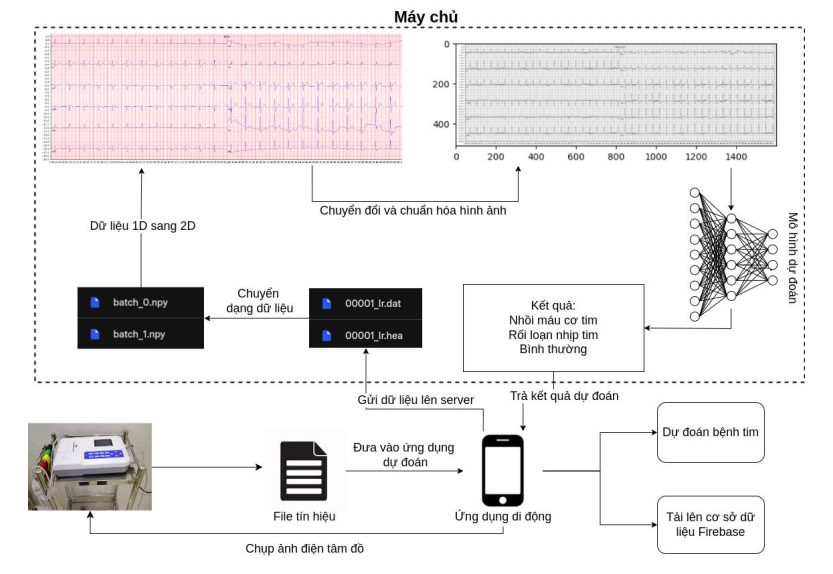 Máy chủ
0
200
400
0 200 400 600 800 1000 1200 1400
Chuyển đổi và chuẩn hóa hình ảnh
Dữ liệu 1D sang 2D
Mô hình dự đoán
batch_0.npy
batch_1.npy
Chuyển
dạng dữ liệu
00001_lr.dat
00001_lr.hea
Kết quả:
Nhồi máu cơ tim
Rối loạn nhịp tim
Bình thường
Gửi dữ liệu lên server
Trả kết quả dự đoán
Đưa vào ứng dụng
dự đoán
File tín hiệu
Ứng dụng di động
Dự đoán bệnh tim
Tải lên cơ sở dữ
liệu Firebase
Chụp ảnh điện tâm đồ